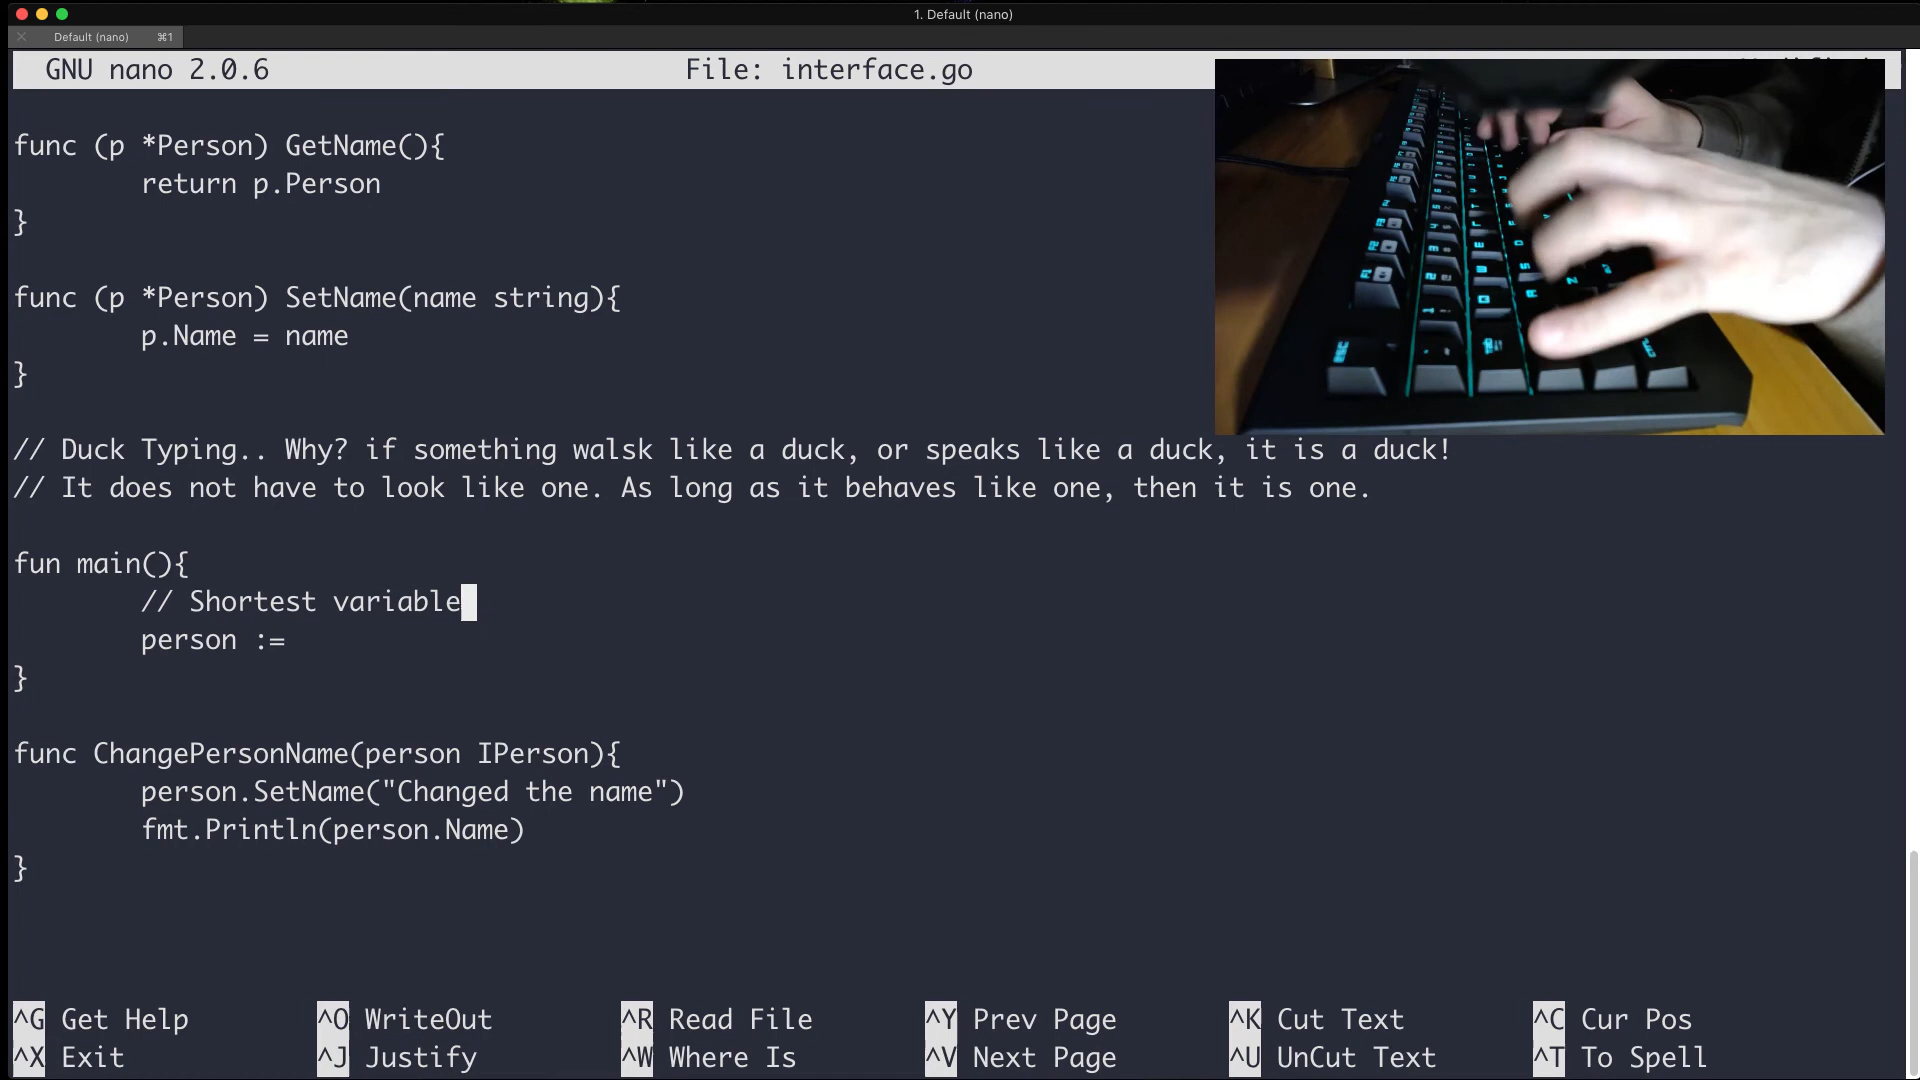 1. Default (nano)
Default (nano) ⌘1
GNU nano 2.0.6 File: interface.go
func (p *Person) GetName(){
return p.Person
}
func (p *Person) SetName(name string){
p.Name = name
}
// Duck Typing.. Why? if something walsk like a duck, or speaks like a duck, it is a duck!
// It does not have to look like one. As long as it behaves like one, then it is one.
fun main(){
// Shortest variable
person :=
}
func ChangePersonName(person IPerson){
person.SetName("Changed the name")
fmt.Println(person.Name)
}
^G Get Help ^O WriteOut ^R Read File ^Y Prev Page ^K Cut Text ^C Cur Pos
^X Exit ^J Justify ^W Where Is ^V Next Page ^U UnCut Text ^T To Spell